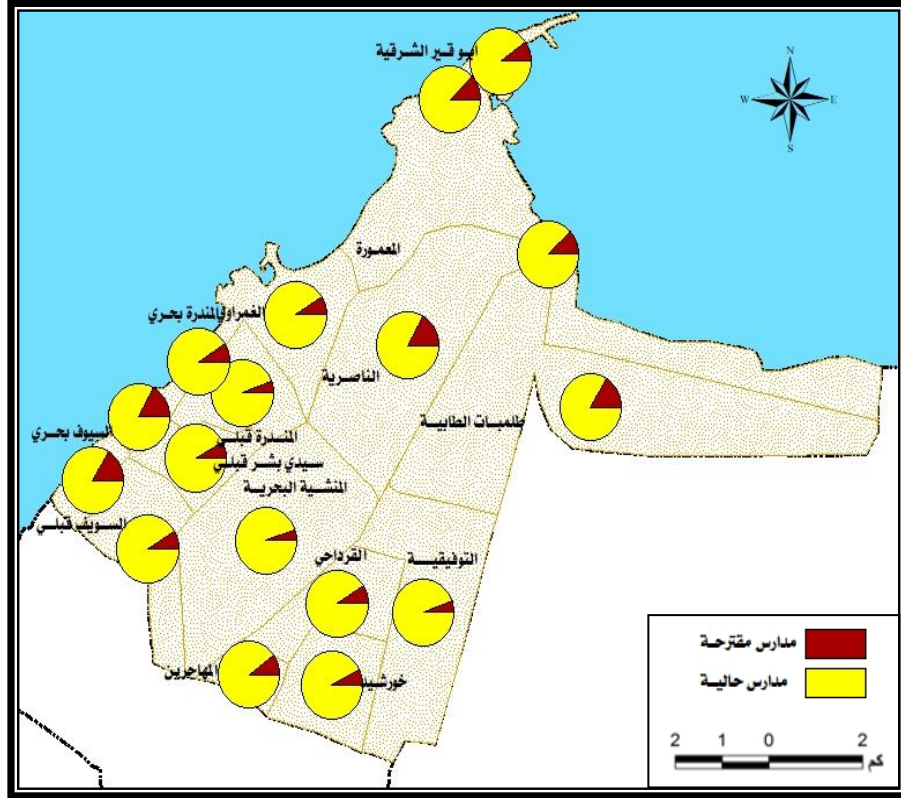 ابو قير الشرقية
N
W
E
S
المعمورة
الغمراوي
المندرة بحري
الناصرية
طلمبات الطابية
السيوف بحري
المندرة قبلي
سيدي بشر قبلي
المنشية البحرية
السويف قبلي
القرداحي
التوفيقية
المهاجرين
خورشيد
مدارس مقترحة
مدارس حالية
2 1 0 2
كم